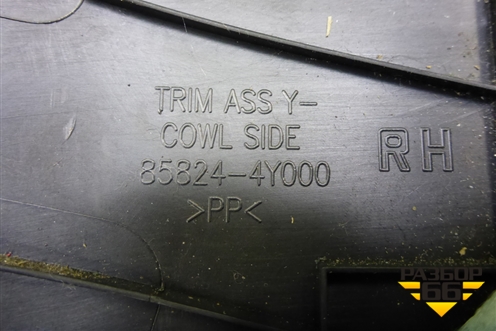 TRIM ASS Y-
COWL SIDE
85824-4Y000
>PP<
RH
РАЗБОР
66